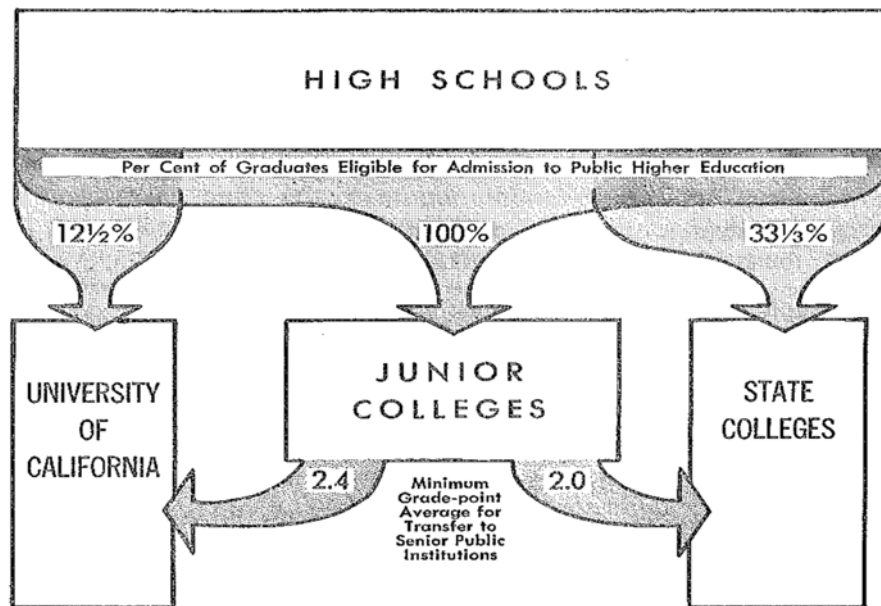 HIGH SCHOOLS
Per Cent of Graduates Eligible for Admission to Public Higher Education
12½%
100%
33⅓%
UNIVERSITY
OF
CALIFORNIA
JUNIOR
COLLEGES
STATE
COLLEGES
2.4
Minimum
Grade-point
Average for
Transfer to
Senior Public
Institutions
2.0